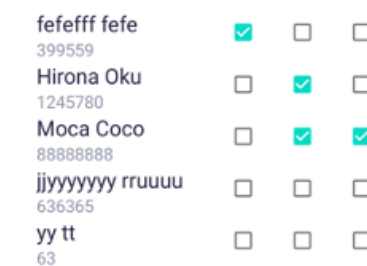 fefefff fefe
399559
Hirona Oku
1245780
Moca Coco
88888888
jjyyyyyyy rruuuu
636365
yy tt
63